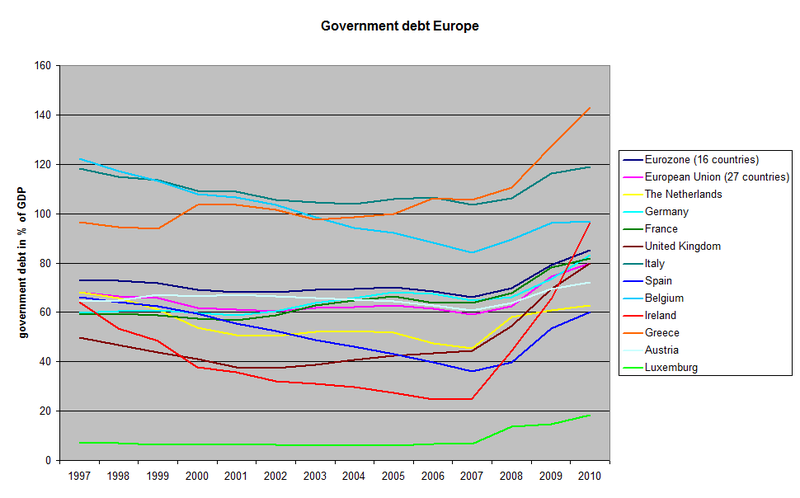 Government debt Europe
160
140
120
100
80
60
40
20
0
government debt in % of GDP
1997 1998 1999 2000 2001 2002 2003 2004 2005 2006 2007 2008 2009 2010
Eurozone (16 countries)
European Union (27 countries)
The Netherlands
Germany
France
United Kingdom
Italy
Spain
Belgium
Ireland
Greece
Austria
Luxemburg